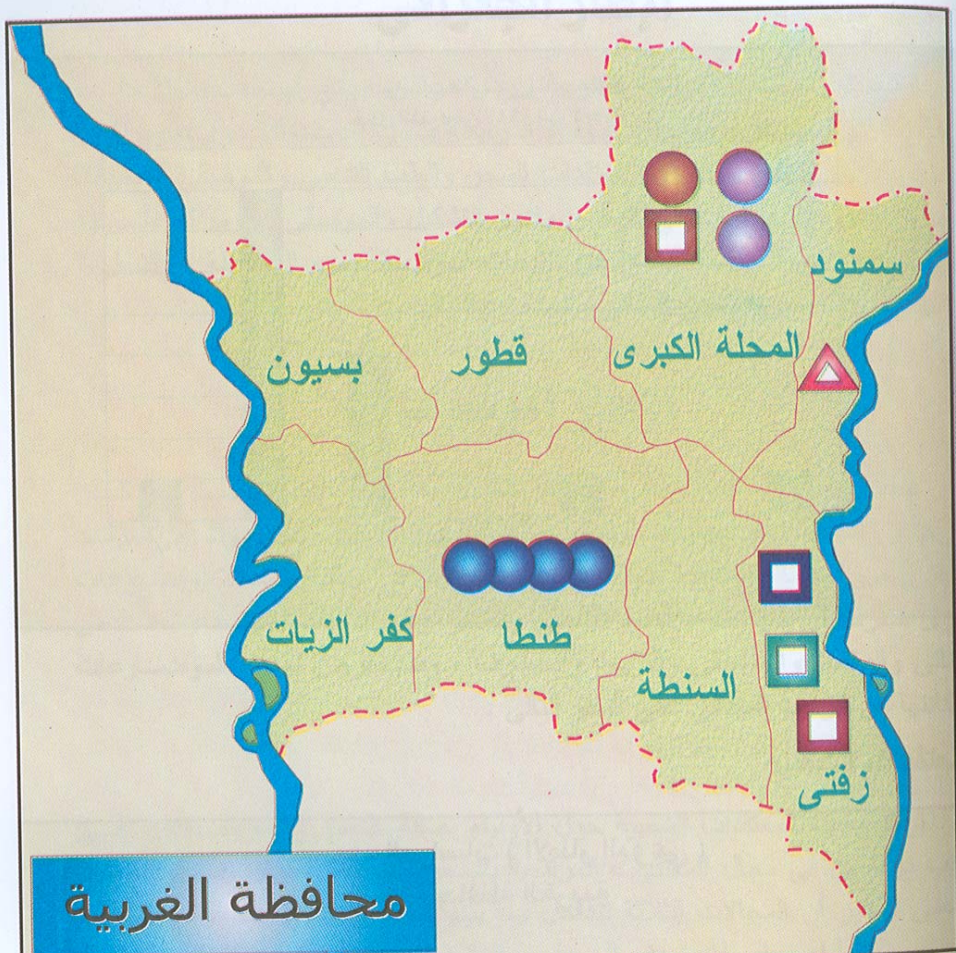 سمنود
المحلة الكبرى
قطور
بسيون
كفر الزيات
طنطا
السنطة
زفتى
محافظة الغربية